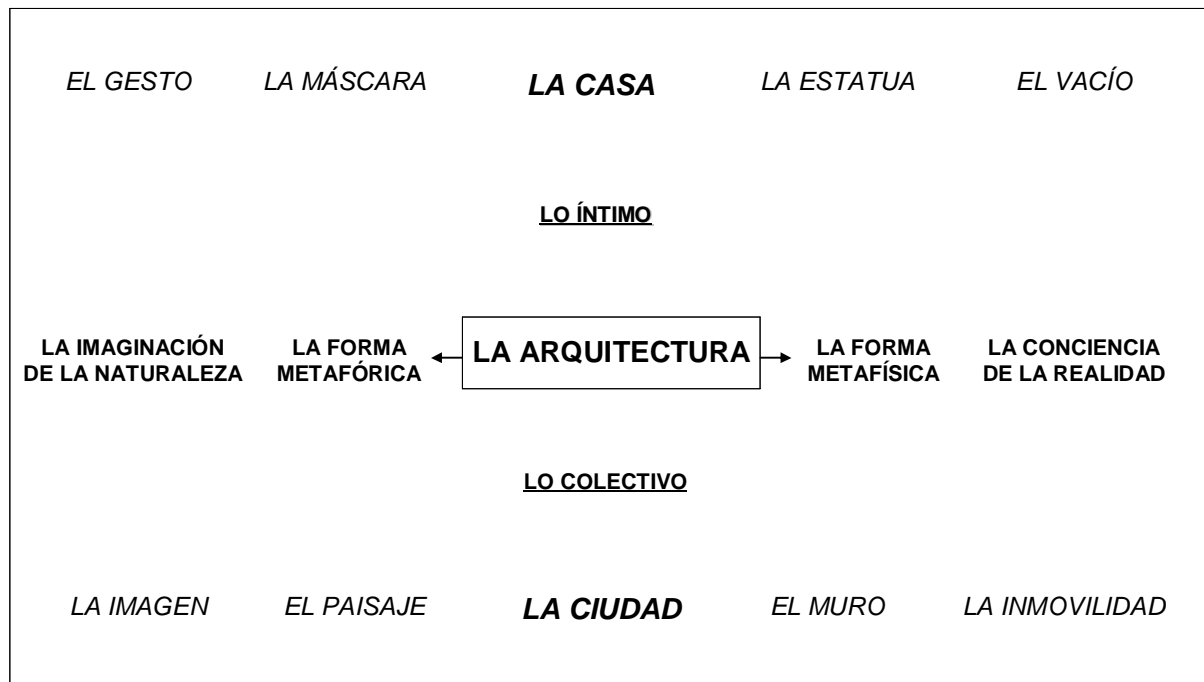 EL GESTO LA MÁSCARA LA CASA LA ESTATUA EL VACÍO
LO ÍNTIMO
LA IMAGINACIÓN
DE LA NATURALEZA
LA FORMA
METAFÓRICA
LA ARQUITECTURA
LA FORMA
METAFÍSICA
LA CONCIENCIA
DE LA REALIDAD
LO COLECTIVO
LA IMAGEN EL PAISAJE LA CIUDAD EL MURO LA INMOVILIDAD